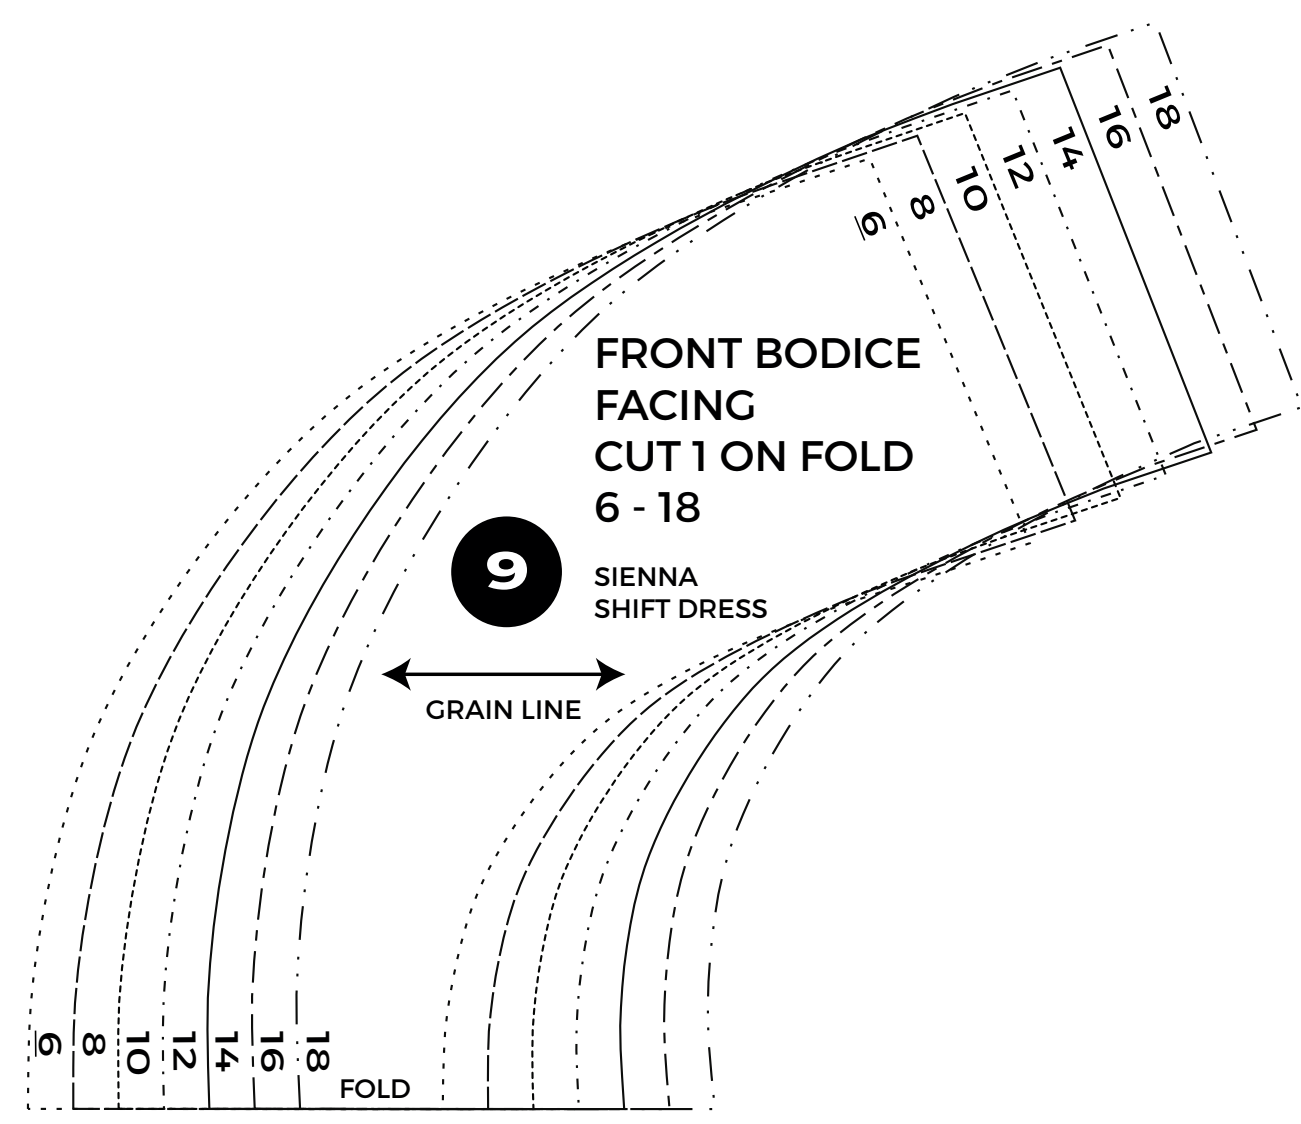 18
16
14
12
10
8
6
FRONT BODICE
FACING
CUT 1 ON FOLD
6 - 18
9
SIENNA
SHIFT DRESS
GRAIN LINE
6 8 10 12 14 16 18
FOLD